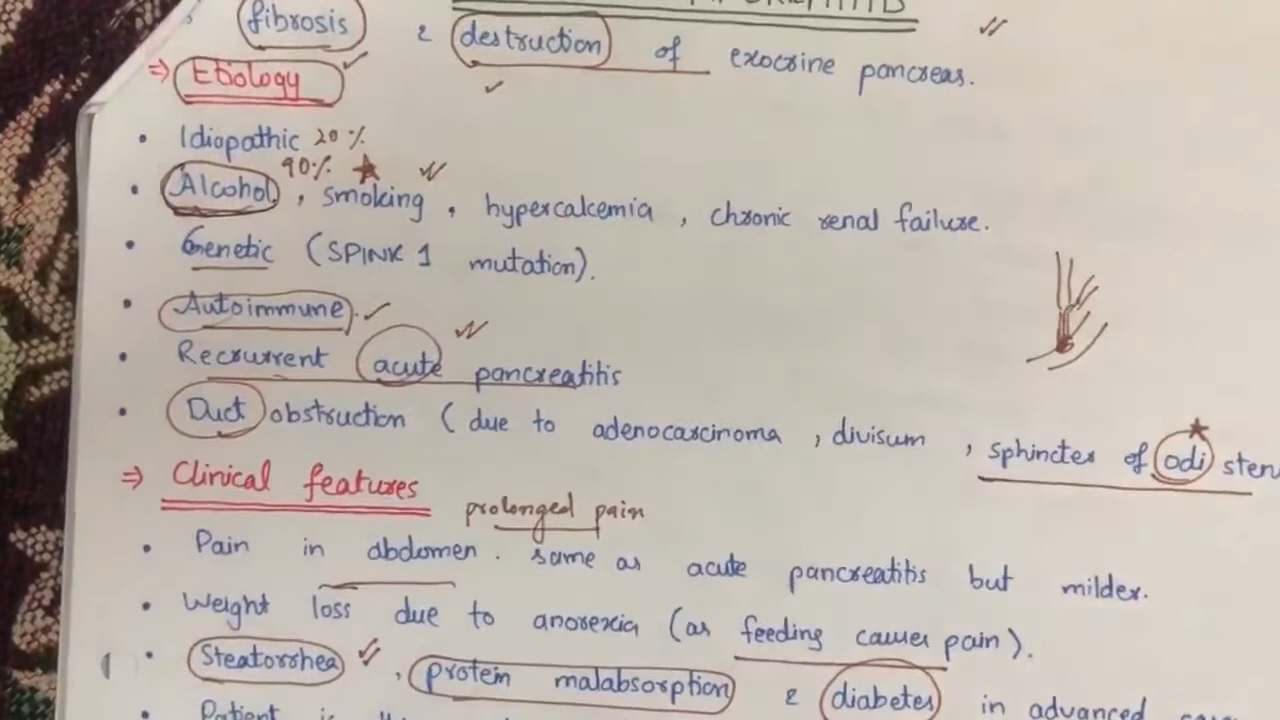 fibrosis & destruction of exocrine pancreas.
⇒ Etiology
• Idiopathic 20%
90%
• Alcohol, smoking, hypercalcemia, chronic renal failure.
• Genetic (SPINK 1 mutation).
• Autoimmune.
• Recrurrent acute pancreatitis
• Duct obstruction (due to adenocarcinoma, divisum, sphincter of odi
⇒ Clinical features
prolonged pain
• Pain in abdomen. same as acute pancreatitis but milder.
• Weight loss due to anorexia (as feeding causes pain).
• Steatorrhea, protein malabsorption & diabetes in advanced
• Patient is